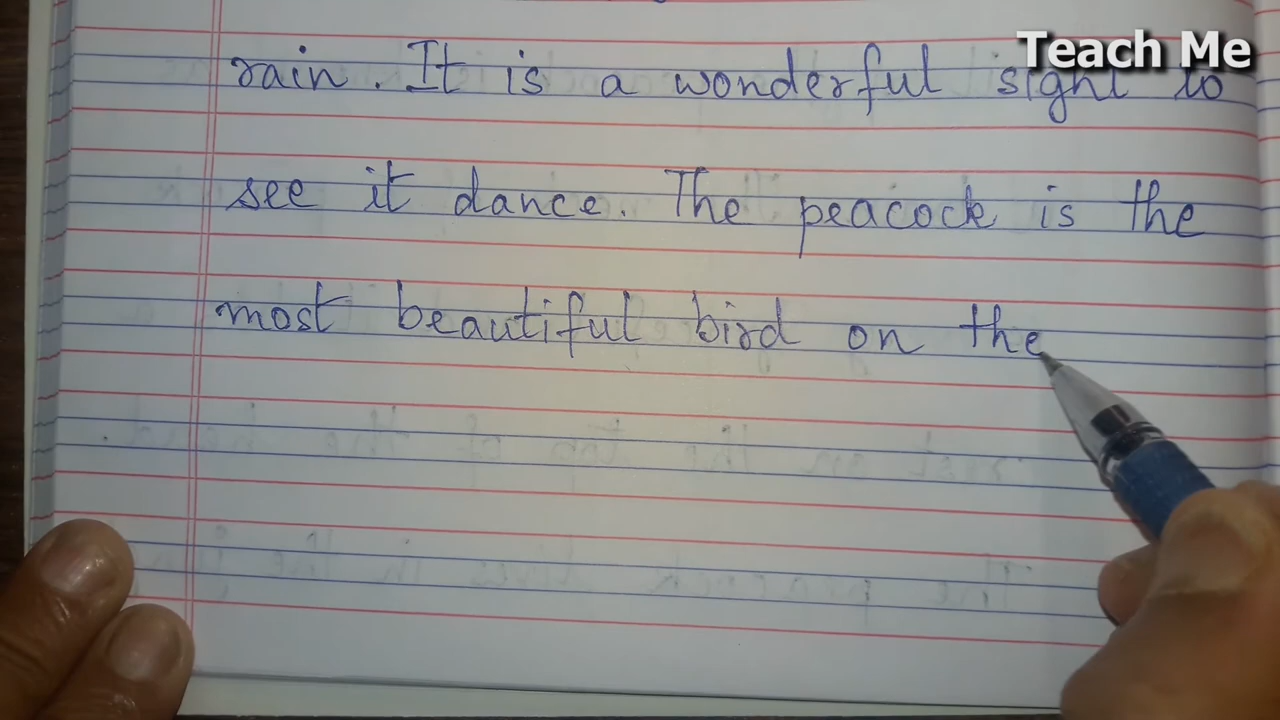 Teach Me
rain. It is a wonderful sight to
see it dance. The peacock is the
most beautiful bird on the